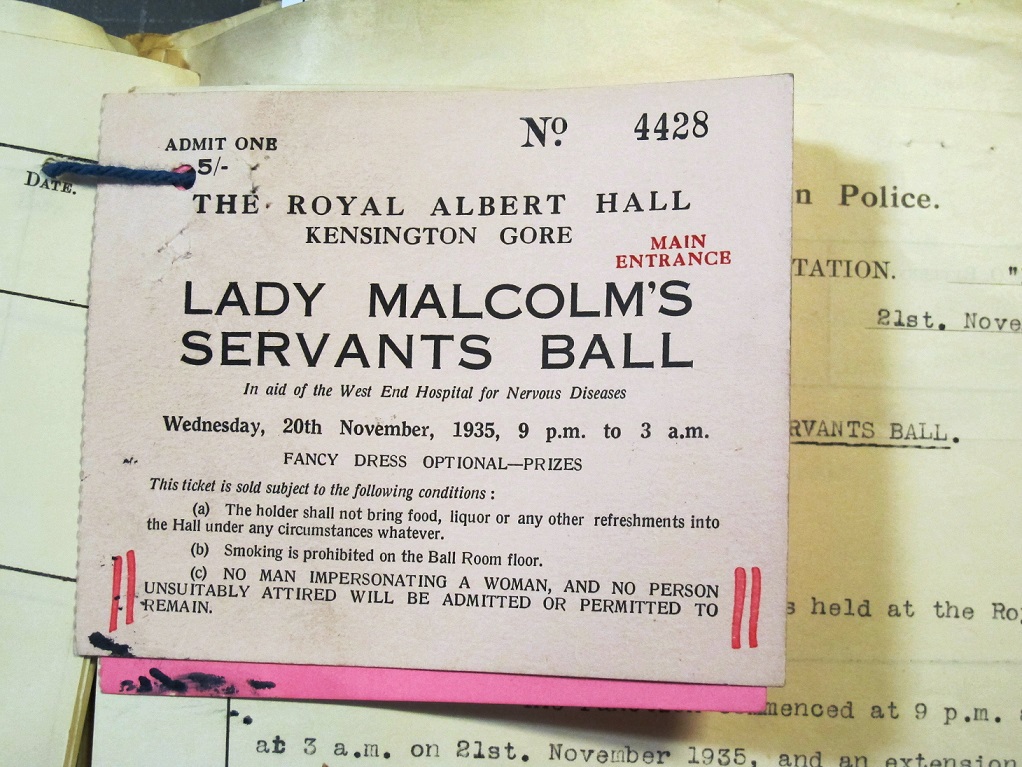 ADMIT ONE
5/-
Nº 4428
THE ROYAL ALBERT HALL
KENSINGTON GORE
MAIN
ENTRANCE
LADY MALCOLM'S
SERVANTS BALL
In aid of the West End Hospital for Nervous Diseases
Wednesday, 20th November, 1935, 9 p.m. to 3 a.m.
FANCY DRESS OPTIONAL—PRIZES
This ticket is sold subject to the following conditions :
(a) The holder shall not bring food, liquor or any other refreshments into
the Hall under any circumstances whatever.
(b) Smoking is prohibited on the Ball Room floor.
(c) NO MAN IMPERSONATING A WOMAN, AND NO PERSON
UNSUITABLY ATTIRED WILL BE ADMITTED OR PERMITTED TO
REMAIN.
DATE.
n Police.
TATION. "
21st. Nove
RVANTS BALL.
s held at the Ro
menced at 9 p.m.
at 3 a.m. on 21st. November 1935, and an extension